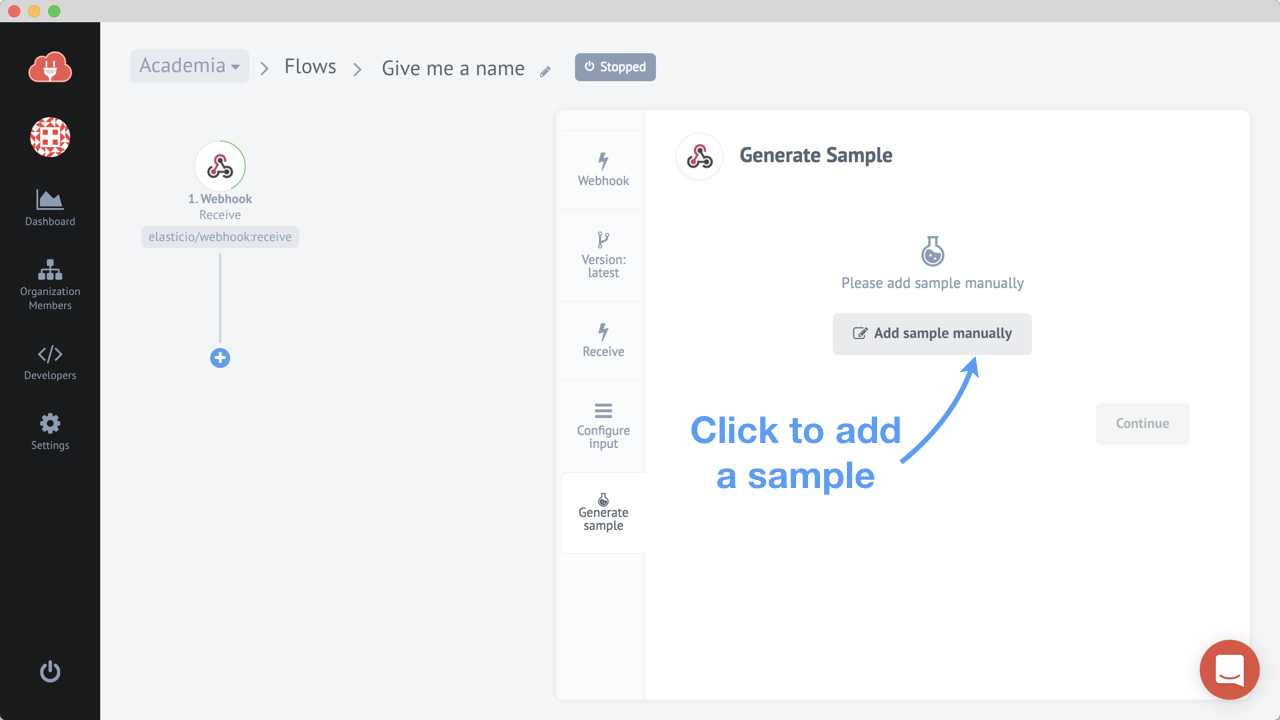 Academia
Flows
Give me a name
Stopped
Dashboard
Organization
Members
Developers
Settings
1. Webhook
Receive
elasticio/webhook:receive
Webhook
Version:
latest
Receive
Configure
input
Generate
sample
Generate Sample
Please add sample manually
Add sample manually
Click to add
a sample
Continue